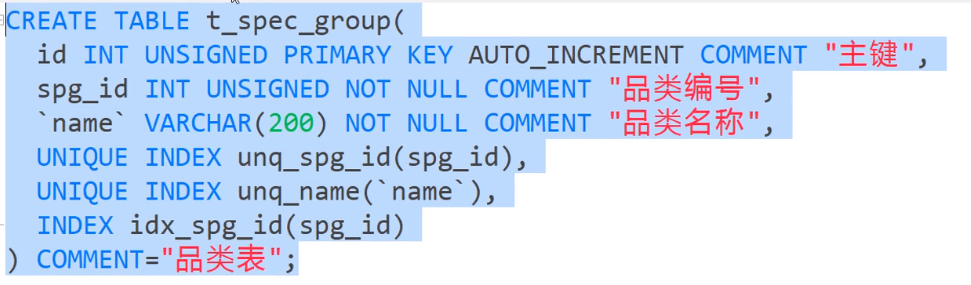 CREATE TABLE t_spec_group(
id INT UNSIGNED PRIMARY KEY AUTO_INCREMENT COMMENT "主键",
spg_id INT UNSIGNED NOT NULL COMMENT "品类编号",
`name` VARCHAR(200) NOT NULL COMMENT "品类名称",
UNIQUE INDEX unq_spg_id(spg_id),
UNIQUE INDEX unq_name(`name`),
INDEX idx_spg_id(spg_id)
) COMMENT="品类表";